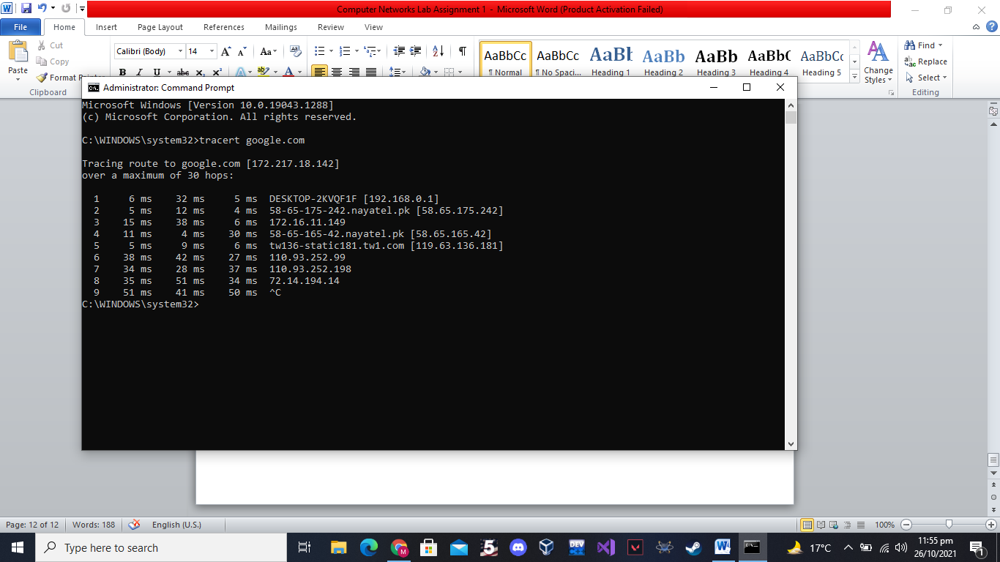 Computer Networks Lab Assignment 1 - Microsoft Word (Product Activation Failed)
File Home Insert Page Layout References Mailings Review View
Paste
Cut
Copy
Format
Clipboard
Calibri (Body) 14
AaBbCc AaBbCc AaBb AaBb AaBb AaBb AaBbCc
¶ Normal ¶ No Spaci... Heading 1 Heading 2 Heading 3 Heading 4 Heading 5
Change
Styles
Find
Replace
Select
Editing
Administrator: Command Prompt
Microsoft Windows [Version 10.0.19043.1288]
(c) Microsoft Corporation. All rights reserved.
C:\WINDOWS\system32>tracert google.com
Tracing route to google.com [172.217.18.142]
over a maximum of 30 hops:
1 6 ms 32 ms 5 ms DESKTOP-2KVQF1F [192.168.0.1]
2 5 ms 12 ms 4 ms 58-65-175-242.nayatel.pk [58.65.175.242]
3 15 ms 38 ms 6 ms 172.16.11.149
4 11 ms 4 ms 30 ms 58-65-165-42.nayatel.pk [58.65.165.42]
5 5 ms 9 ms 6 ms tw136-static181.tw1.com [119.63.136.181]
6 38 ms 42 ms 27 ms 110.93.252.99
7 34 ms 28 ms 37 ms 110.93.252.198
8 35 ms 51 ms 34 ms 72.14.194.14
9 51 ms 41 ms 50 ms ^C
C:\WINDOWS\system32>
Page: 12 of 12 Words: 188 English (U.S.) 100%
Type here to search
17°C
11:55 pm
26/10/2021